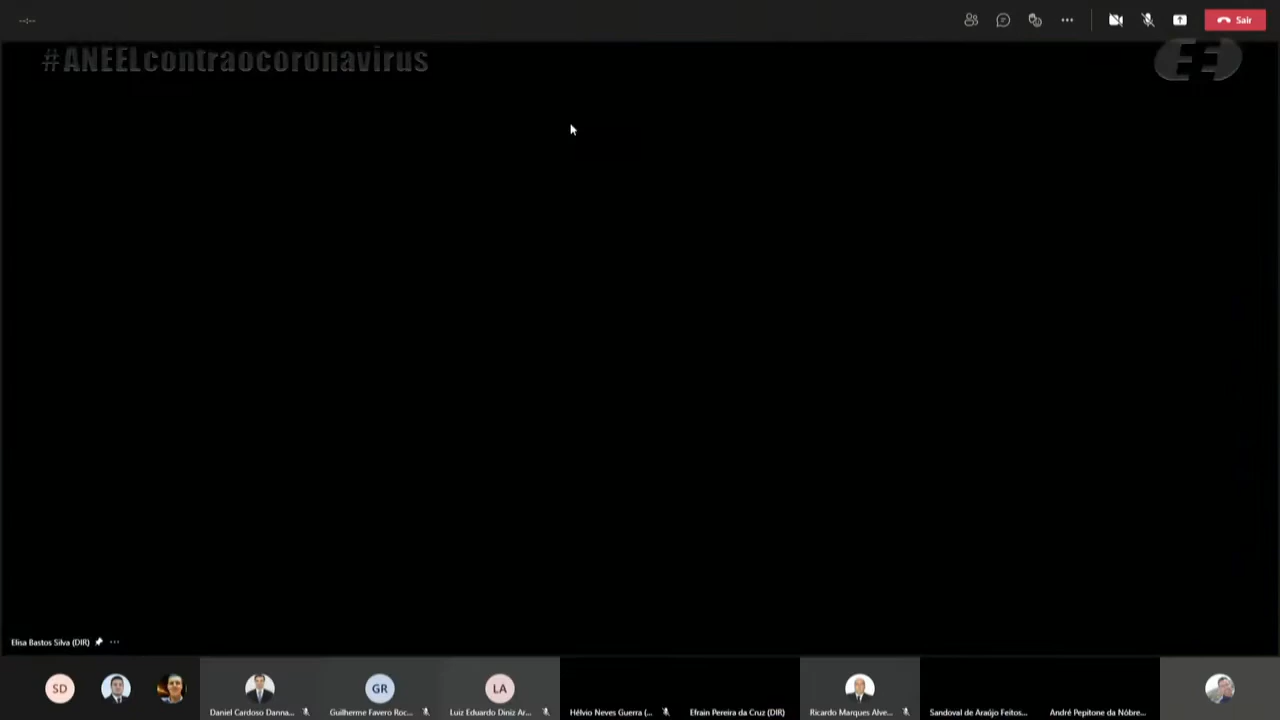 --:--
Sair
#ANEELcontraocoronavirus
Elisa Bastos Silva (DIR)
SD
GR
LA
Daniel Cardoso Danna...
Guilherme Favero Roc...
Luiz Eduardo Diniz Ar...
Hélvio Neves Guerra (...
Efrain Pereira da Cruz (DIR)
Ricardo Marques Alve...
Sandoval de Araújo Feitos...
André Pepitone da Nóbre...